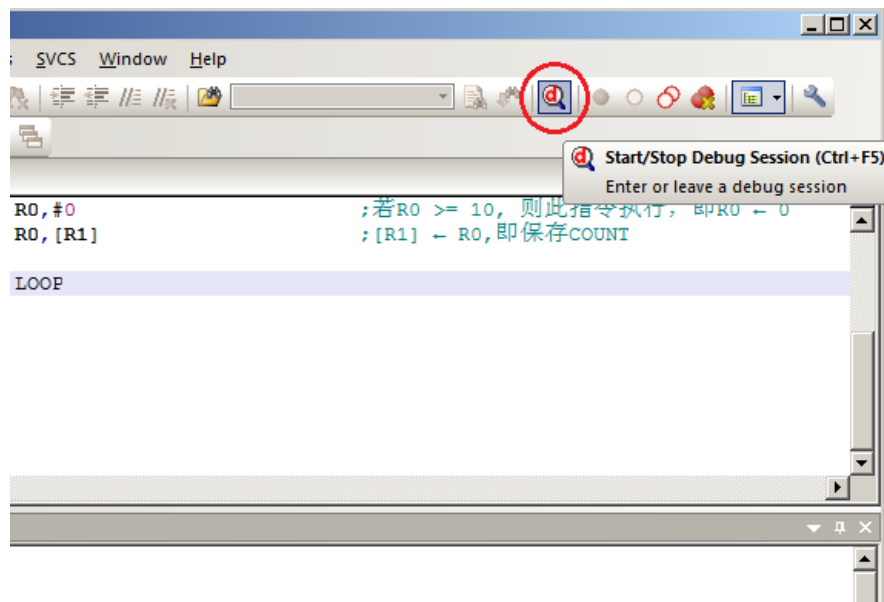 SVCS Window Help
Start/Stop Debug Session (Ctrl+F5)
Enter or leave a debug session
R0,#0 ;若R0 >= 10, 则此指令执行, 即R0 ← 0
R0,[R1] ;[R1] ← R0,即保存COUNT
LOOP